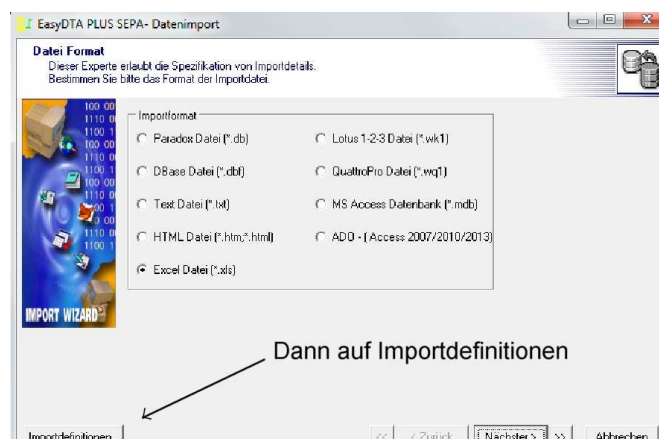 EasyDTA PLUS SEPA- Datenimport
Datei Format
Dieser Experte erlaubt die Spezifikation von Importdetails.
Bestimmen Sie bitte das Format der Importdatei.
Importformat
Paradox Datei (*.db)
Lotus 1-2-3 Datei (*.wk1)
DBase Datei (*.dbf)
QuattroPro Datei (*.wq1)
Text Datei (*.txt)
MS Access Datenbank (*.mdb)
HTML Datei (*.htm;*.html)
ADO - ( Access 2007/2010/2013)
Excel Datei (*.xls)
IMPORT WIZARD
Dann auf Importdefinitionen
Importdefinitionen
<< < Zurück Nächster > >> Abbrechen